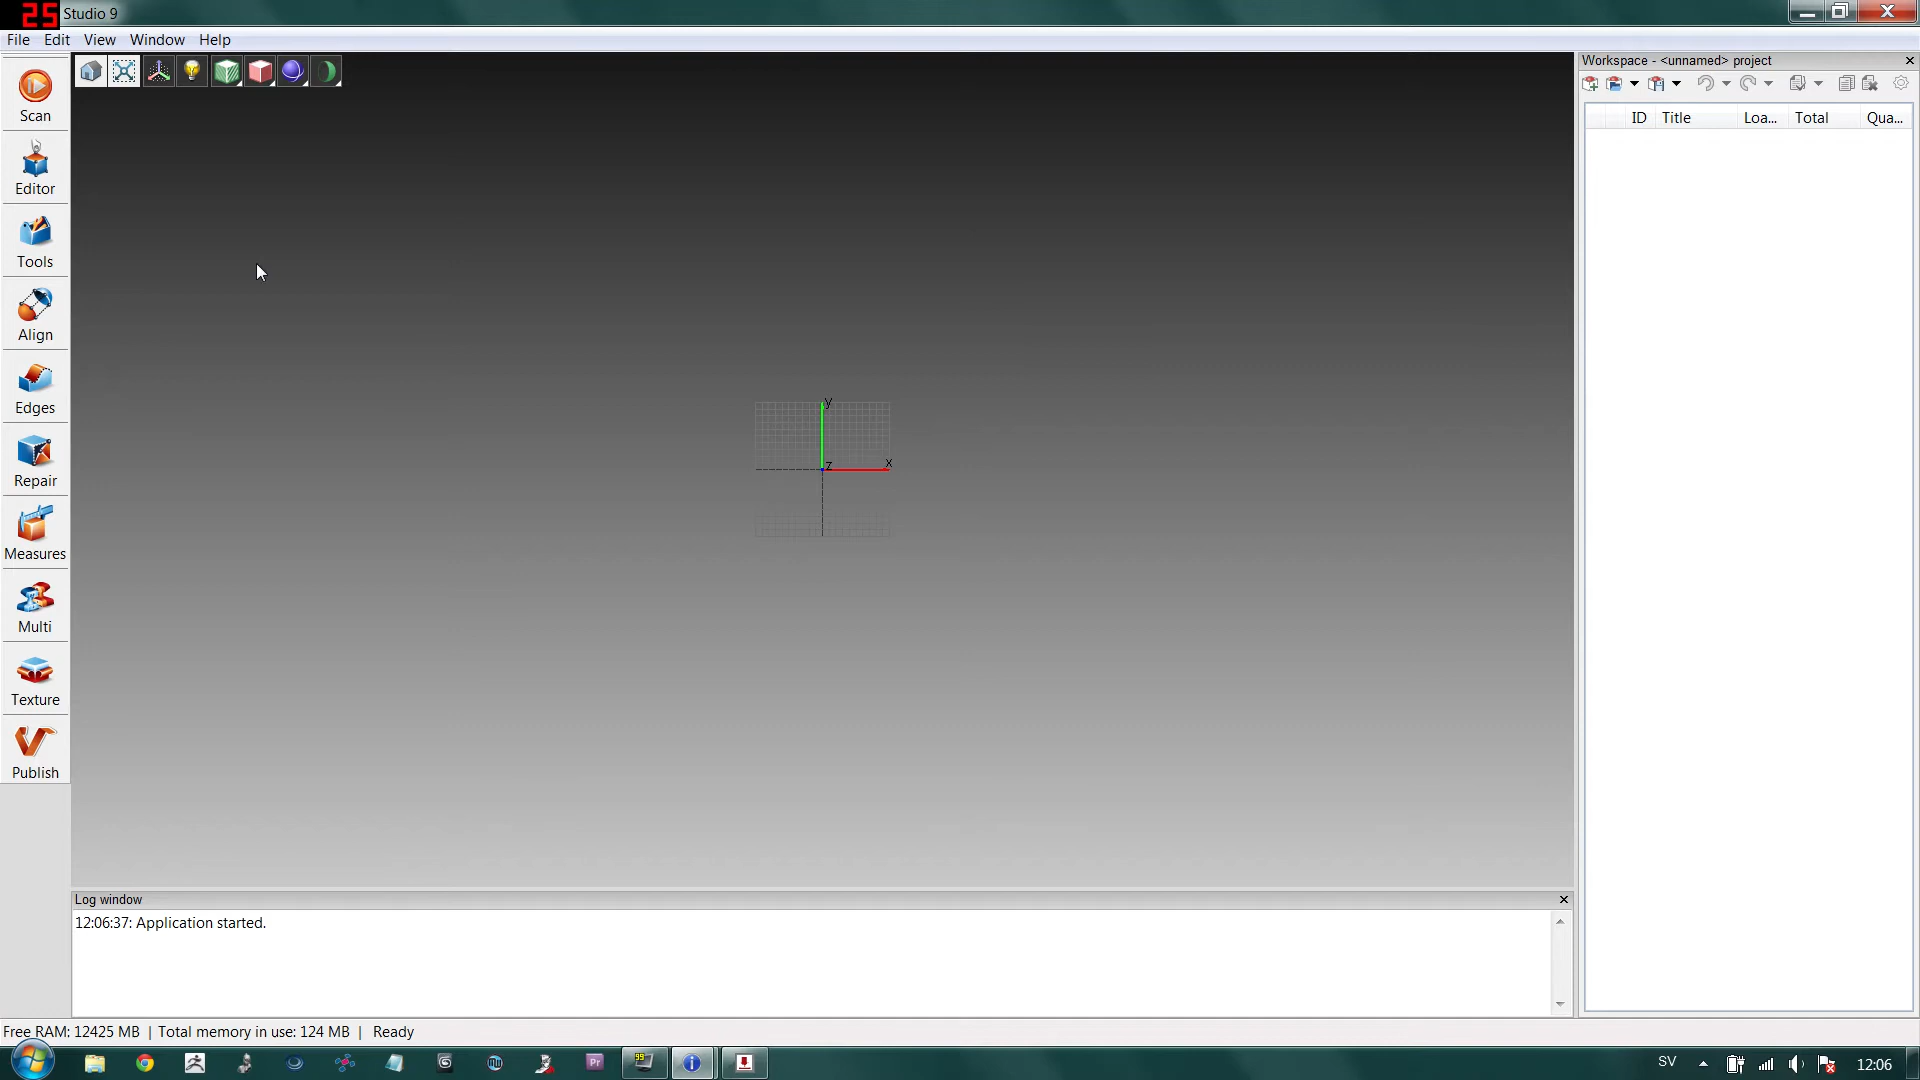 25 Studio 9
File Edit View Window Help
Workspace - <unnamed> project
ID Title Loa... Total Qua...
Scan
Editor
Tools
Align
Edges
Repair
Measures
Multi
Texture
Publish
y
z x
Log window
12:06:37: Application started.
Free RAM: 12425 MB | Total memory in use: 124 MB | Ready
Pr 99 SV 12:06